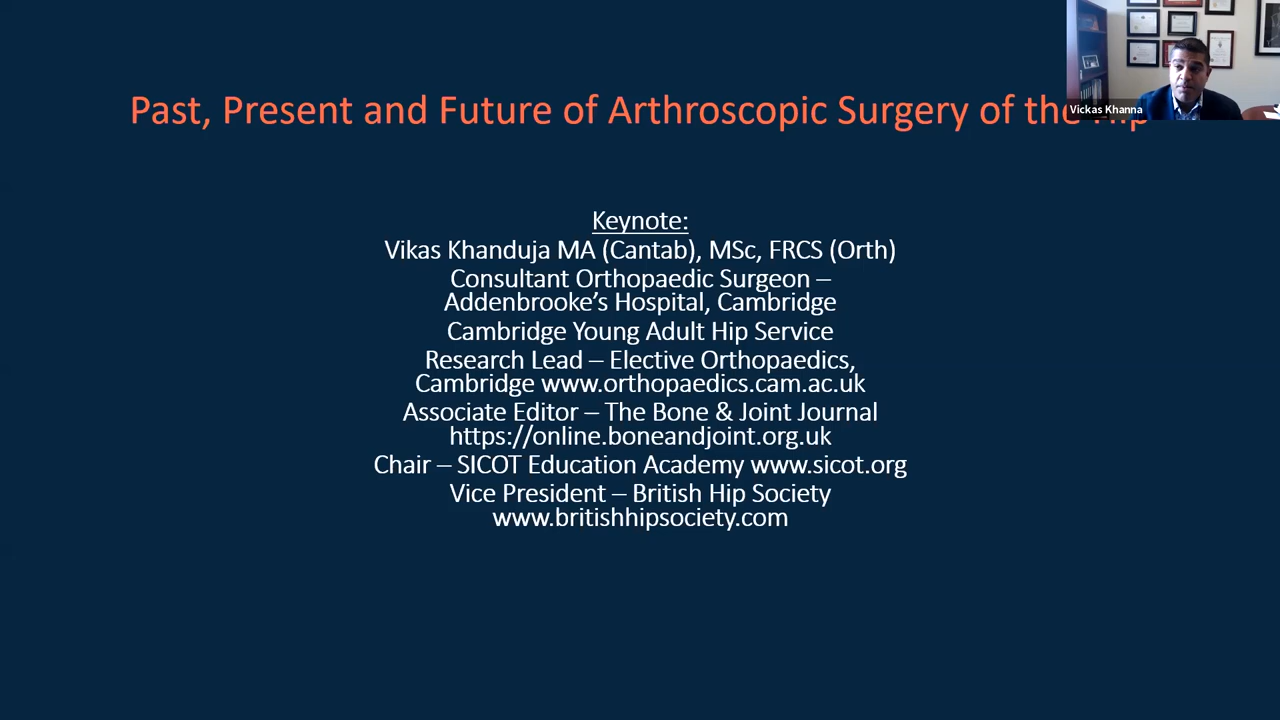 Past, Present and Future of Arthroscopic Surgery of the Hip
Vickas Khanna
Keynote:
Vikas Khanduja MA (Cantab), MSc, FRCS (Orth)
Consultant Orthopaedic Surgeon –
Addenbrooke’s Hospital, Cambridge
Cambridge Young Adult Hip Service
Research Lead – Elective Orthopaedics,
Cambridge www.orthopaedics.cam.ac.uk
Associate Editor – The Bone & Joint Journal
https://online.boneandjoint.org.uk
Chair – SICOT Education Academy www.sicot.org
Vice President – British Hip Society
www.britishhipsociety.com